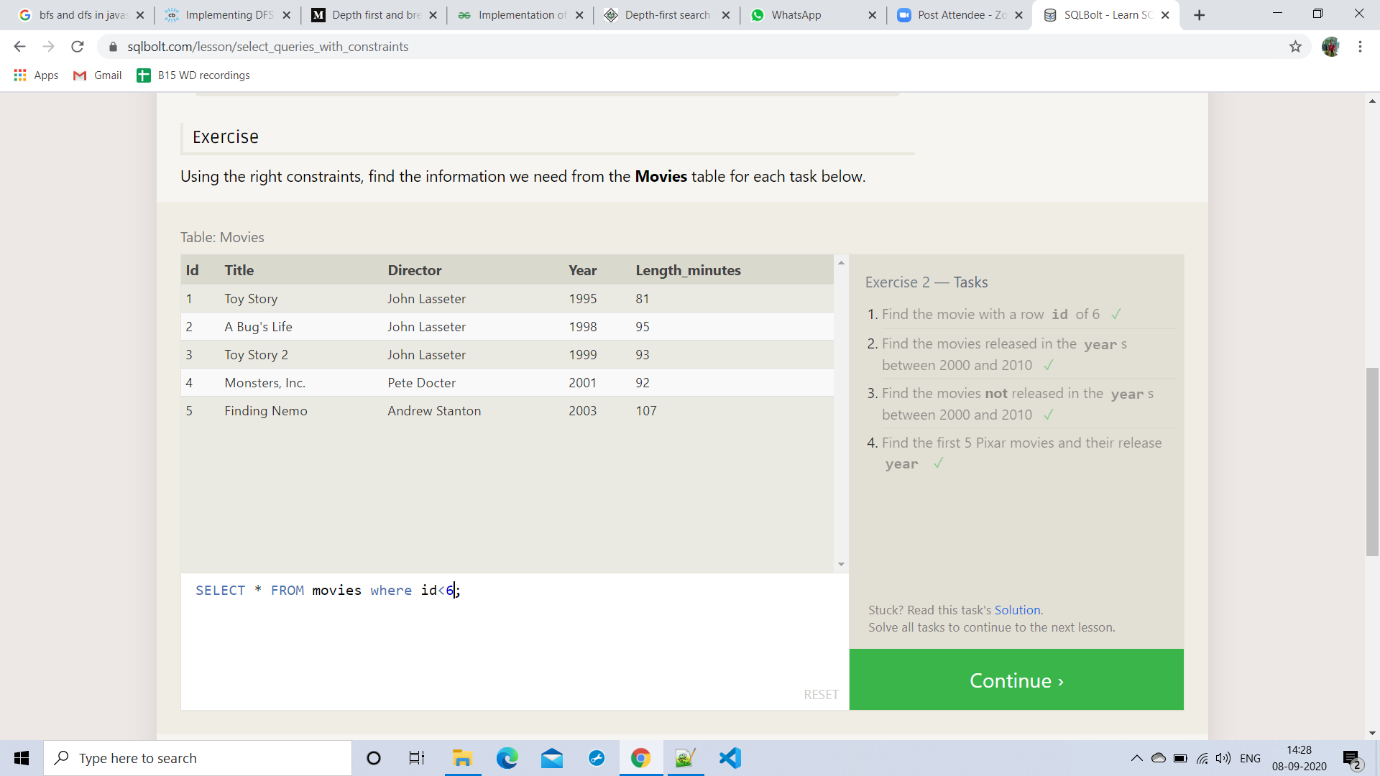 bfs and dfs in javas
Implementing DFS
Depth first and bre
Implementation of
Depth-first search
WhatsApp
Post Attendee - Zo
SQLBolt - Learn SQ
sqlbolt.com/lesson/select_queries_with_constraints
Apps Gmail B15 WD recordings
Exercise
Using the right constraints, find the information we need from the Movies table for each task below.
Table: Movies
Id Title Director Year Length_minutes
1 Toy Story John Lasseter 1995 81
2 A Bug's Life John Lasseter 1998 95
3 Toy Story 2 John Lasseter 1999 93
4 Monsters, Inc. Pete Docter 2001 92
5 Finding Nemo Andrew Stanton 2003 107
SELECT * FROM movies where id<6;
RESET
Exercise 2 — Tasks
1. Find the movie with a row id of 6 ✓
2. Find the movies released in the year s
between 2000 and 2010 ✓
3. Find the movies not released in the year s
between 2000 and 2010 ✓
4. Find the first 5 Pixar movies and their release
year ✓
Stuck? Read this task's Solution.
Solve all tasks to continue to the next lesson.
Continue ›
Type here to search
ENG
14:28
08-09-2020
2